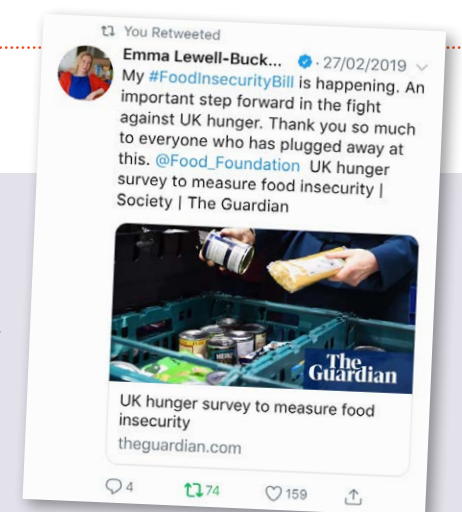 You Retweeted
Emma Lewell-Buck... · 27/02/2019
My #FoodInsecurityBill is happening. An
important step forward in the fight
against UK hunger. Thank you so much
to everyone who has plugged away at
this. @Food_Foundation UK hunger
survey to measure food insecurity |
Society | The Guardian
HEINZ
The
Guardian
UK hunger survey to measure food
insecurity
theguardian.com
4 74 159